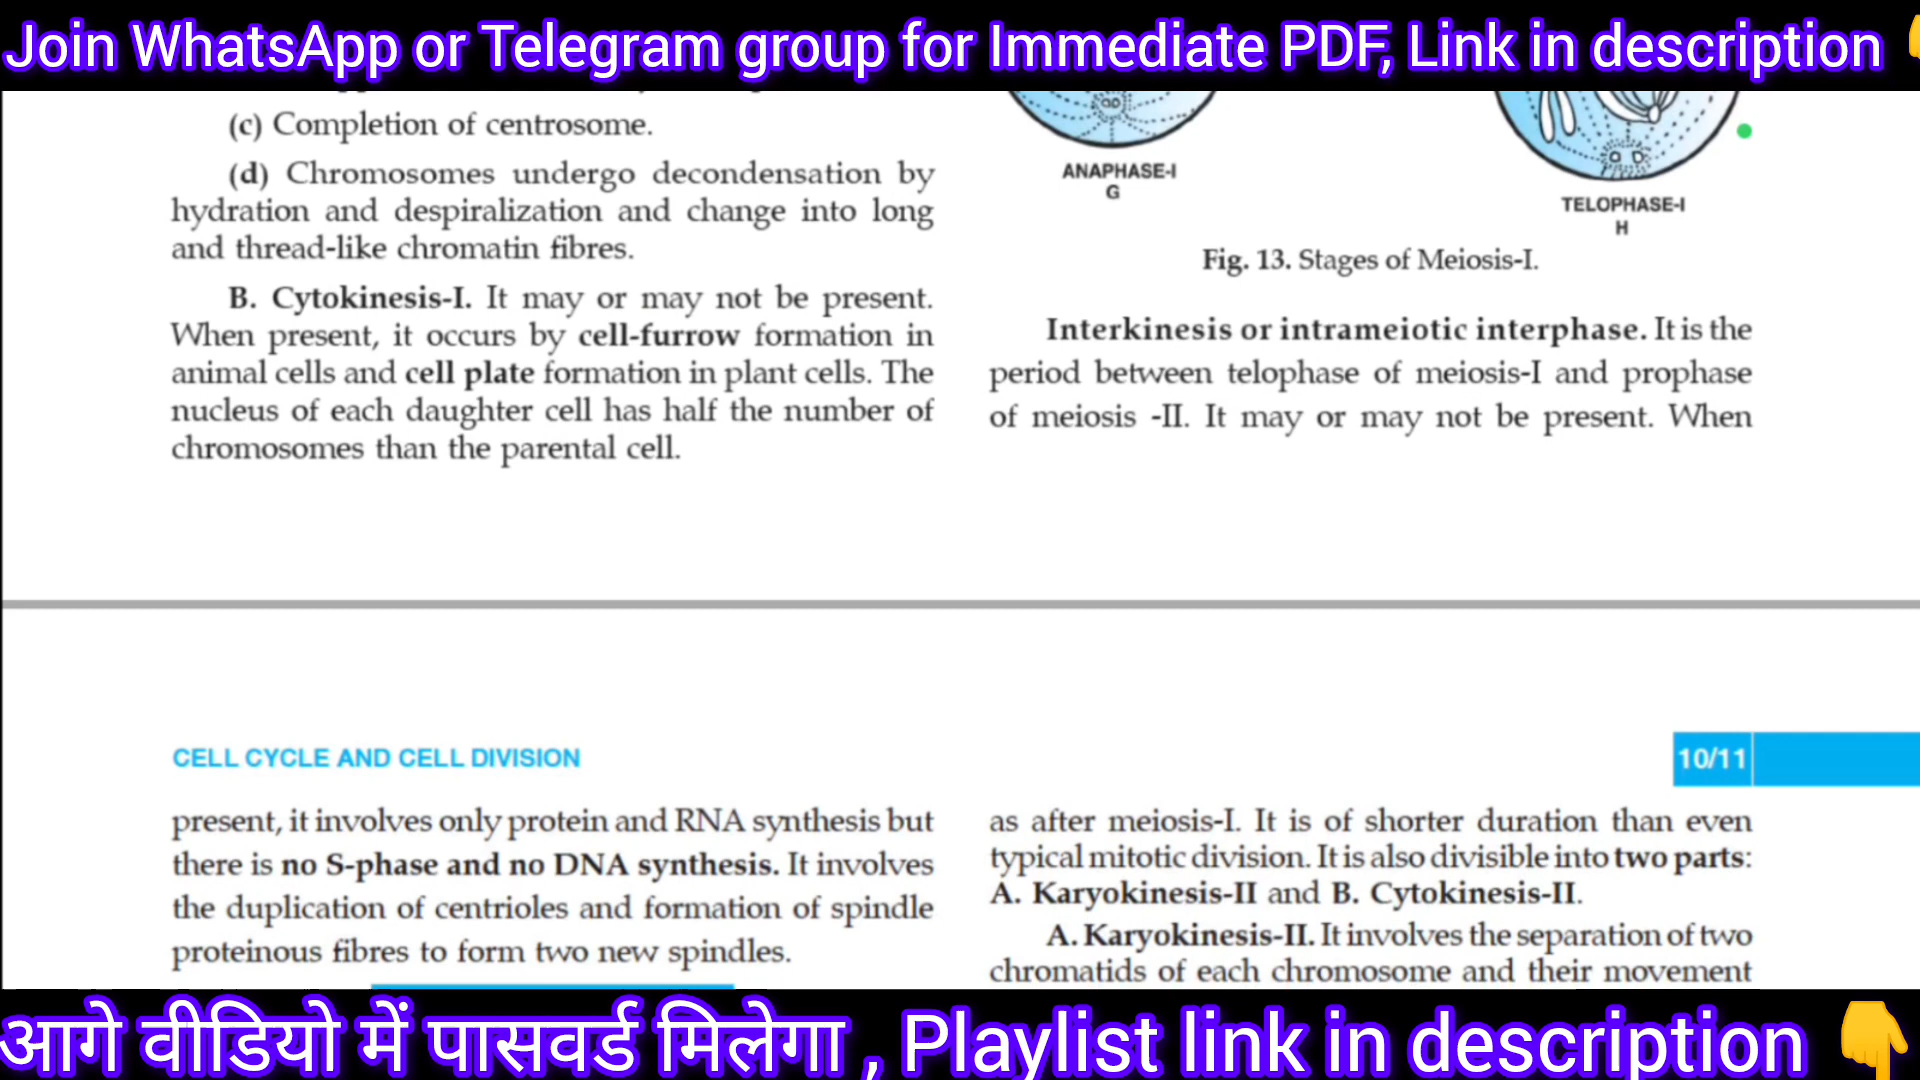 Join WhatsApp or Telegram group for Immediate PDF, Link in description 
(c) Completion of centrosome.
(d) Chromosomes undergo decondensation by
hydration and despiralization and change into long
and thread-like chromatin fibres.
B. Cytokinesis-I. It may or may not be present.
When present, it occurs by cell-furrow formation in
animal cells and cell plate formation in plant cells. The
nucleus of each daughter cell has half the number of
chromosomes than the parental cell.
ANAPHASE-I
G
TELOPHASE-I
H
Fig. 13. Stages of Meiosis-I.
Interkinesis or intrameiotic interphase. It is the
period between telophase of meiosis-I and prophase
of meiosis -II. It may or may not be present. When
CELL CYCLE AND CELL DIVISION
10/11
present, it involves only protein and RNA synthesis but
there is no S-phase and no DNA synthesis. It involves
the duplication of centrioles and formation of spindle
proteinous fibres to form two new spindles.
as after meiosis-I. It is of shorter duration than even
typical mitotic division. It is also divisible into two parts:
A. Karyokinesis-II and B. Cytokinesis-II.
A. Karyokinesis-II. It involves the separation of two
chromatids of each chromosome and their movement
आगे वीडियो में पासवर्ड मिलेगा , Playlist link in description 👇